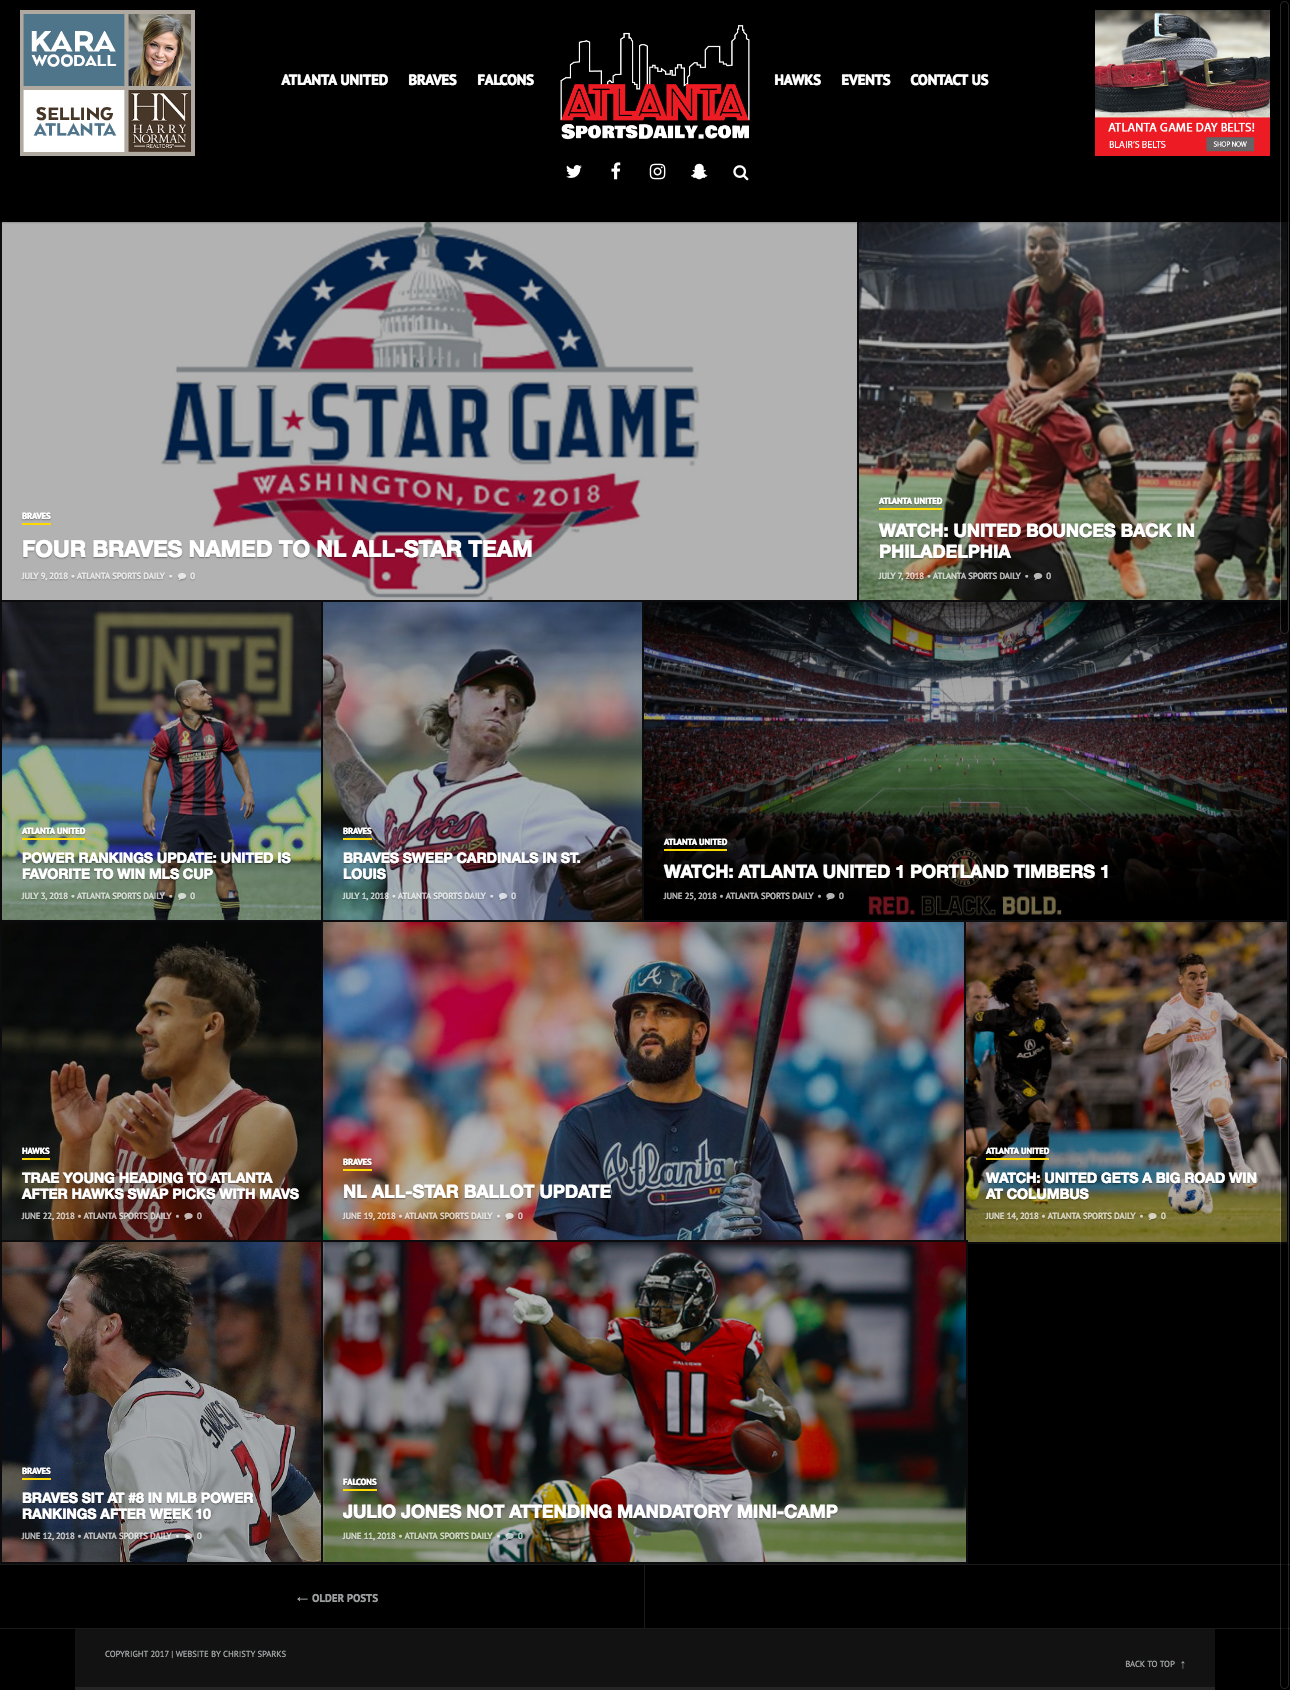 KARA
WOODALL
SELLING
ATLANTA
HN
HARRY
NORMAN
REALTORS
ATLANTA UNITED
BRAVES
FALCONS
ATLANTA
SPORTSDAILY.COM
HAWKS
EVENTS
CONTACT US
ATLANTA GAME DAY BELTS!
BLAIR'S BELTS
SHOP NOW
ALL★STAR GAME
WASHINGTON, DC ★ 2018
BRAVES
FOUR BRAVES NAMED TO NL ALL-STAR TEAM
JULY 9, 2018 • ATLANTA SPORTS DAILY • 0
15
ATLANTA UNITED
WATCH: UNITED BOUNCES BACK IN
PHILADELPHIA
JULY 7, 2018 • ATLANTA SPORTS DAILY • 0
UNITE
ad
ATLANTA UNITED
POWER RANKINGS UPDATE: UNITED IS
FAVORITE TO WIN MLS CUP
JULY 3, 2018 • ATLANTA SPORTS DAILY • 0
A
Braves
BRAVES
BRAVES SWEEP CARDINALS IN ST.
LOUIS
JULY 1, 2018 • ATLANTA SPORTS DAILY • 0
Heineken
ATLANTA UNITED
WATCH: ATLANTA UNITED 1 PORTLAND TIMBERS 1
JUNE 25, 2018 • ATLANTA SPORTS DAILY • 0
RED. BLACK. BOLD.
HAWKS
TRAE YOUNG HEADING TO ATLANTA
AFTER HAWKS SWAP PICKS WITH MAVS
JUNE 22, 2018 • ATLANTA SPORTS DAILY • 0
A
Atlanta
BRAVES
NL ALL-STAR BALLOT UPDATE
JUNE 19, 2018 • ATLANTA SPORTS DAILY • 0
ACURA
10
ATLANTA UNITED
WATCH: UNITED GETS A BIG ROAD WIN
AT COLUMBUS
JUNE 14, 2018 • ATLANTA SPORTS DAILY • 0
SWANSON
7
BRAVES
BRAVES SIT AT #8 IN MLB POWER
RANKINGS AFTER WEEK 10
JUNE 12, 2018 • ATLANTA SPORTS DAILY • 0
FALCONS
11
FALCONS
JULIO JONES NOT ATTENDING MANDATORY MINI-CAMP
JUNE 11, 2018 • ATLANTA SPORTS DAILY • 0
← OLDER POSTS
COPYRIGHT 2017 | WEBSITE BY CHRISTY SPARKS
BACK TO TOP ↑